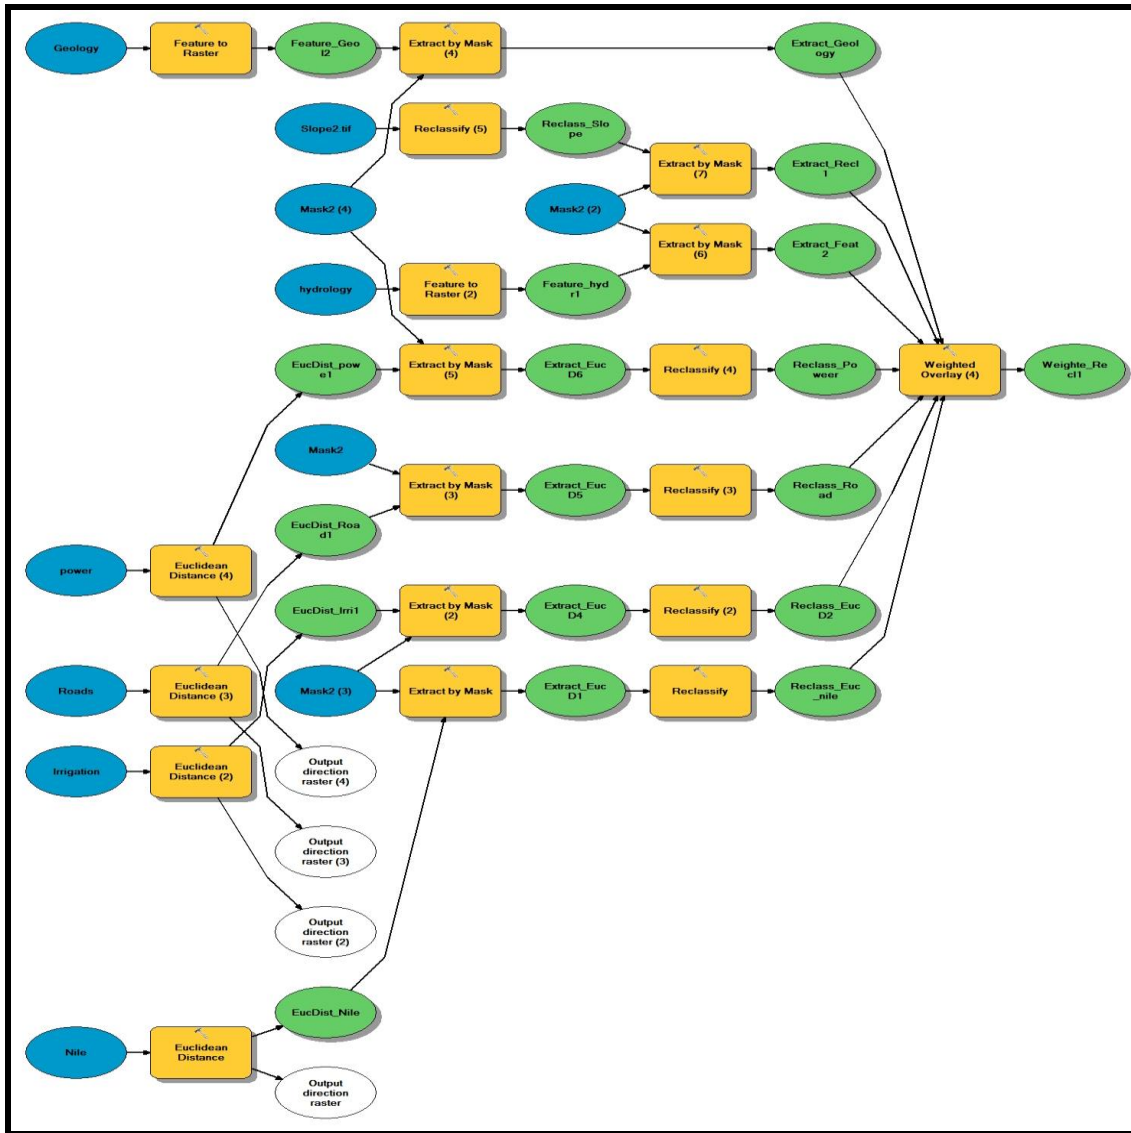 Geology
Feature to
Raster
Feature_Geo
l2
Extract by Mask
(4)
Extract_Geol
ogy
Slope2.tif
Reclassify (5)
Reclass_Slo
pe
Extract by Mask
(7)
Extract_Recl
1
Mask2 (4)
Mask2 (2)
Extract by Mask
(6)
Extract_Feat
2
hydrology
Feature to
Raster (2)
Feature_hyd
r1
EucDist_pow
e1
Extract by Mask
(5)
Extract_Euc
D6
Reclassify (4)
Reclass_Po
weer
Weighted
Overlay (4)
Weighte_Re
cl1
Mask2
Extract by Mask
(3)
Extract_Euc
D5
Reclassify (3)
Reclass_Ro
ad
EucDist_Roa
d1
power
Euclidean
Distance (4)
EucDist_Irri1
Extract by Mask
(2)
Extract_Euc
D4
Reclassify (2)
Reclass_Euc
D2
Roads
Euclidean
Distance (3)
Mask2 (3)
Extract by Mask
Extract_Euc
D1
Reclassify
Reclass_Euc
_nile
Irrigation
Euclidean
Distance (2)
Output
direction
raster (4)
Output
direction
raster (3)
Output
direction
raster (2)
EucDist_Nile
Nile
Euclidean
Distance
Output
direction
raster